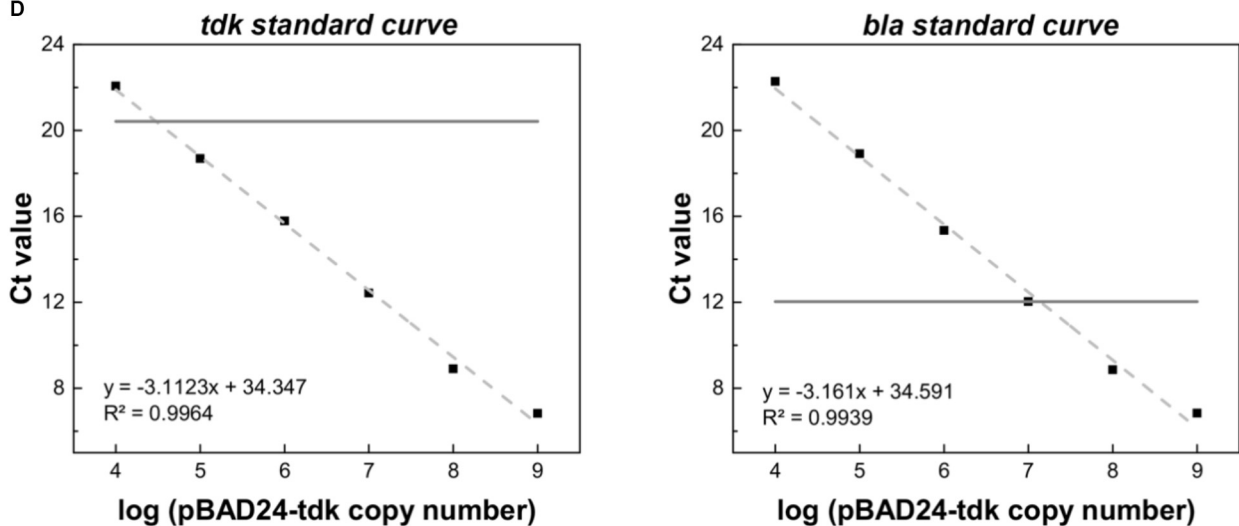 D
tdk standard curve
24
20
16
12
8
Ct value
y = -3.1123x + 34.347
R² = 0.9964
4 5 6 7 8 9
log (pBAD24-tdk copy number)
bla standard curve
24
20
16
12
8
Ct value
y = -3.161x + 34.591
R² = 0.9939
4 5 6 7 8 9
log (pBAD24-tdk copy number)